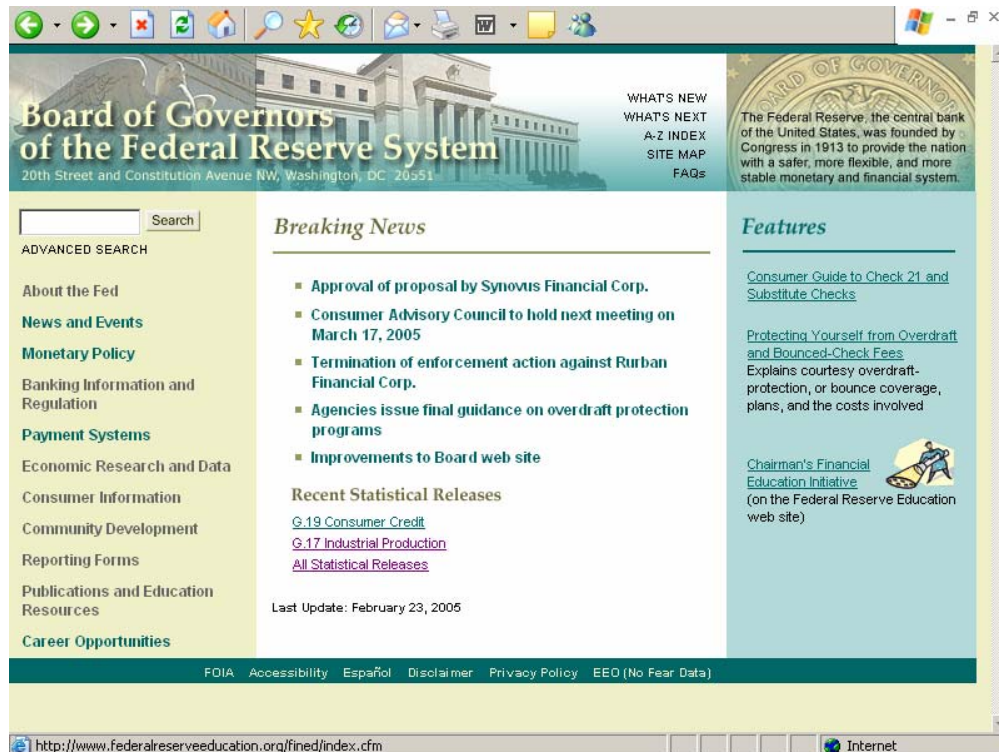 Board of Governors
of the Federal Reserve System
20th Street and Constitution Avenue NW, Washington, DC 20551
WHAT'S NEW
WHAT'S NEXT
A-Z INDEX
SITE MAP
FAQs
BOARD OF GOVERNORS
The Federal Reserve, the central bank
of the United States, was founded by
Congress in 1913 to provide the nation
with a safer, more flexible, and more
stable monetary and financial system.
Search
ADVANCED SEARCH
About the Fed
News and Events
Monetary Policy
Banking Information and
Regulation
Payment Systems
Economic Research and Data
Consumer Information
Community Development
Reporting Forms
Publications and Education
Resources
Career Opportunities
Breaking News
Approval of proposal by Synovus Financial Corp.
Consumer Advisory Council to hold next meeting on
March 17, 2005
Termination of enforcement action against Rurban
Financial Corp.
Agencies issue final guidance on overdraft protection
programs
Improvements to Board web site
Recent Statistical Releases
G.19 Consumer Credit
G.17 Industrial Production
All Statistical Releases
Last Update: February 23, 2005
Features
Consumer Guide to Check 21 and
Substitute Checks
Protecting Yourself from Overdraft
and Bounced-Check Fees
Explains courtesy overdraft-
protection, or bounce coverage,
plans, and the costs involved
Chairman's Financial
Education Initiative
(on the Federal Reserve Education
web site)
FOIA Accessibility Español Disclaimer Privacy Policy EEO (No Fear Data)
http://www.federalreserveeducation.org/fined/index.cfm
Internet